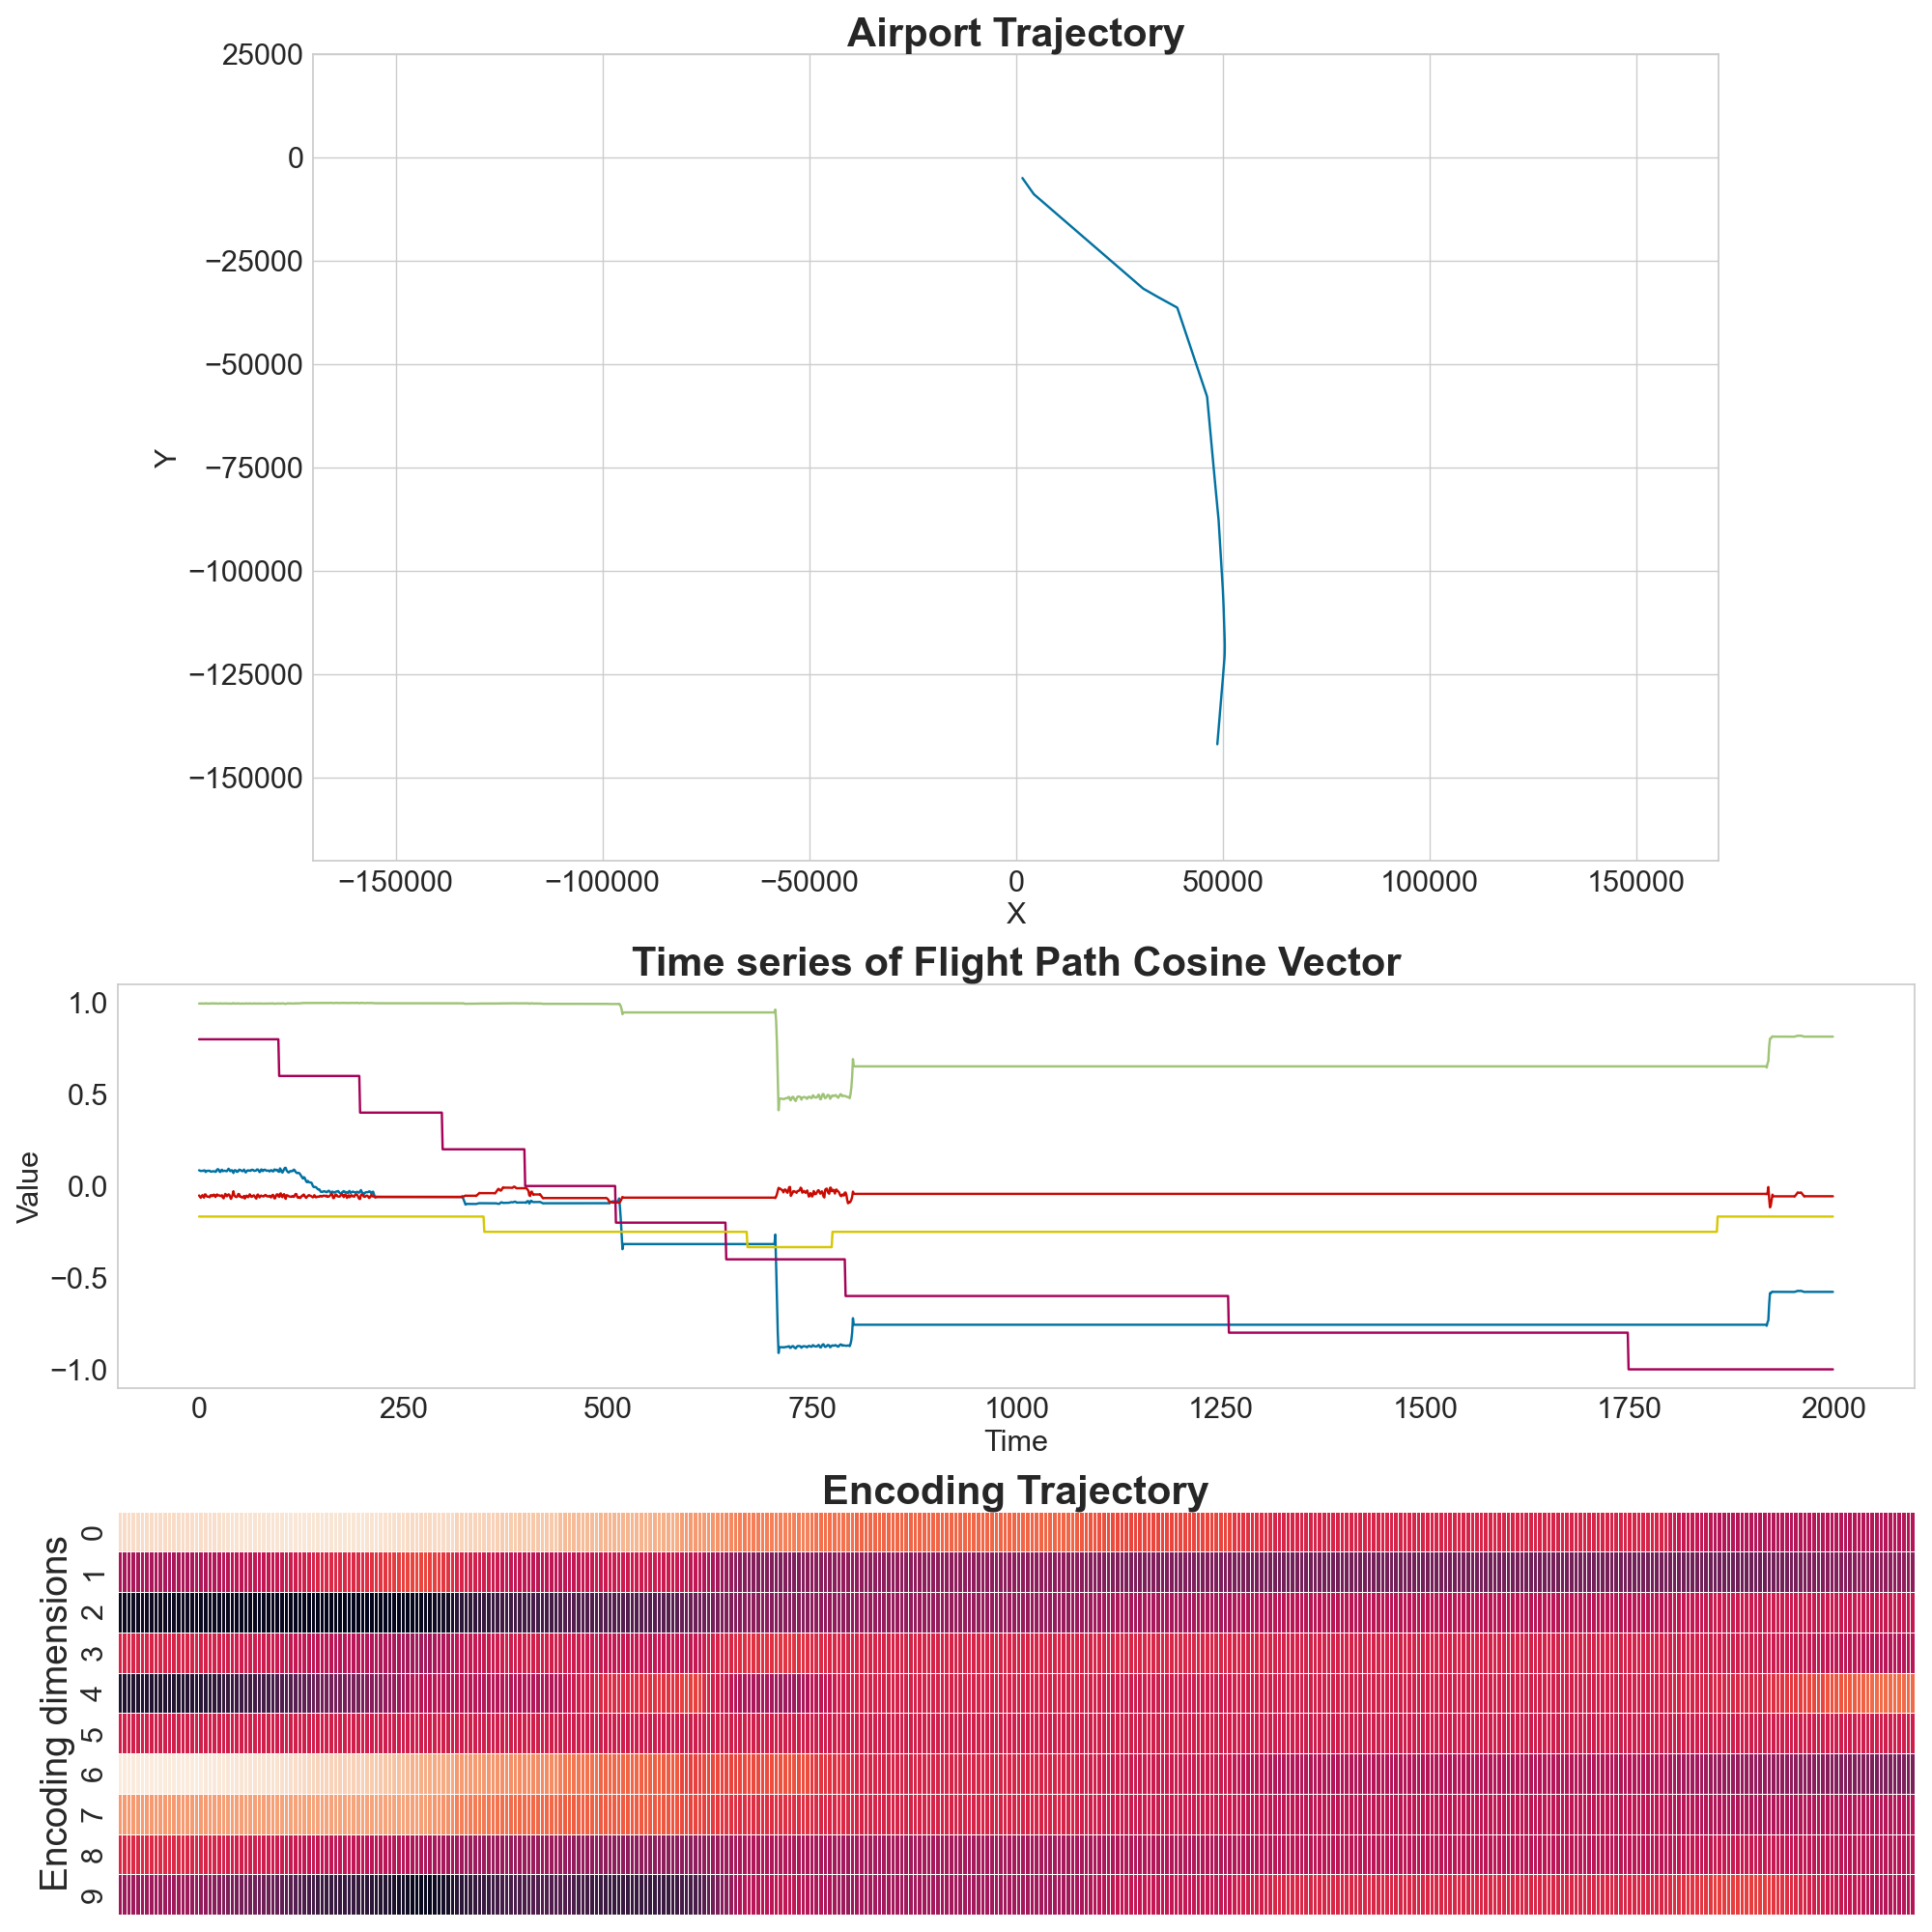 Airport Trajectory
25000
0
−25000
−50000
−75000
−100000
−125000
−150000
Y
−150000 −100000 −50000 0 50000 100000 150000
X
Time series of Flight Path Cosine Vector
1.0
0.5
0.0
−0.5
−1.0
Value
0 250 500 750 1000 1250 1500 1750 2000
Time
Encoding Trajectory
Encoding dimensions
0
1
2
3
4
5
6
7
8
9